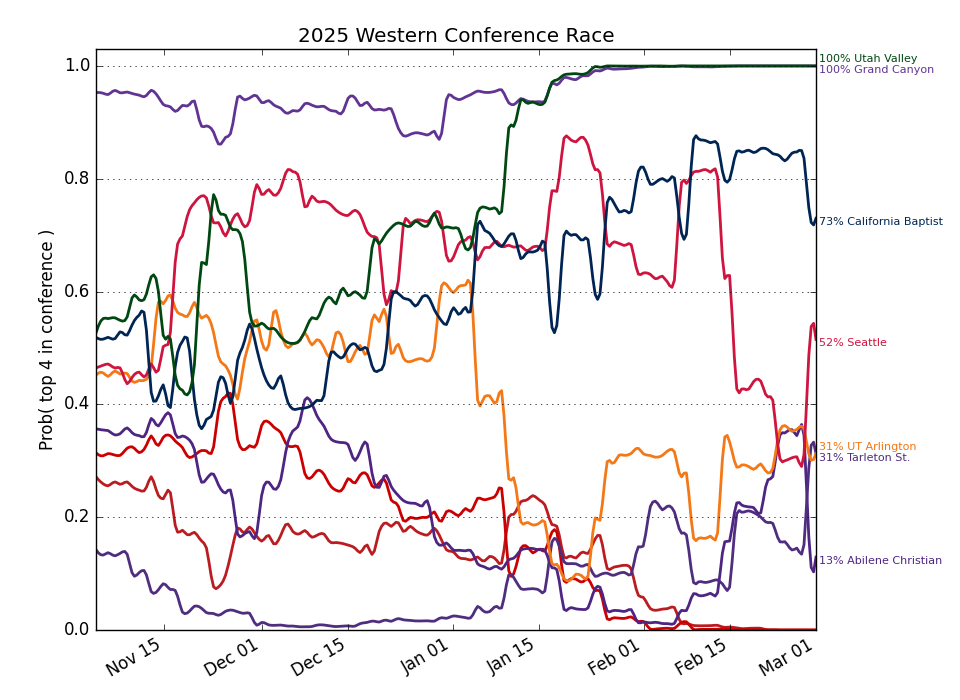 2025 Western Conference Race
Prob( top 4 in conference )
1.0
0.8
0.6
0.4
0.2
0.0
Nov 15
Dec 01
Dec 15
Jan 01
Jan 15
Feb 01
Feb 15
Mar 01
100% Utah Valley
100% Grand Canyon
73% California Baptist
52% Seattle
31% UT Arlington
31% Tarleton St.
13% Abilene Christian